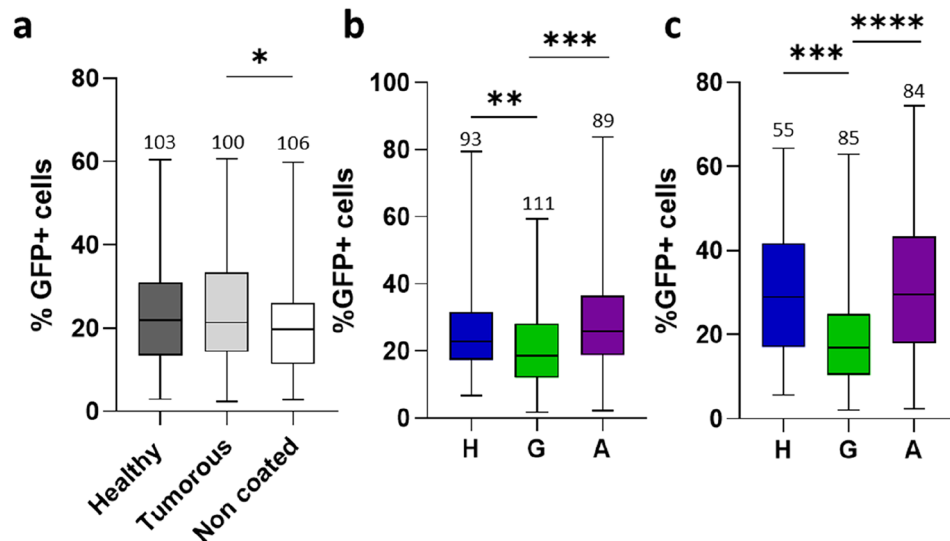 a
*
% GFP+ cells
80
60
40
20
0
103
100
106
Healthy
Tumorous
Non coated
b
***
**
%GFP+ cells
100
80
60
40
20
0
93
111
89
H
G
A
c
****
***
%GFP+ cells
80
60
40
20
0
55
85
84
H
G
A